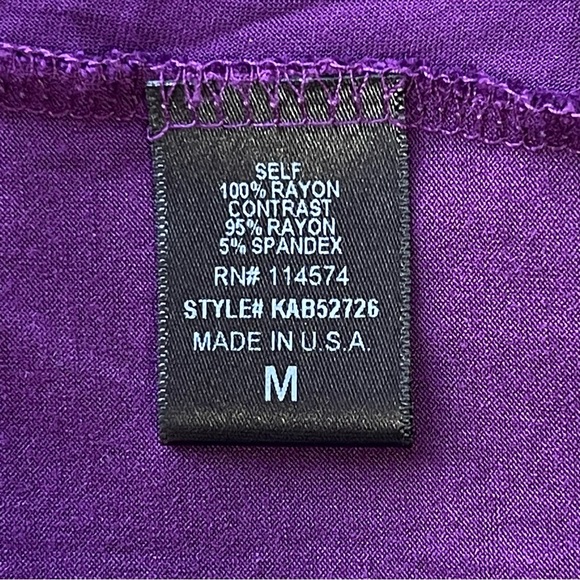 SELF
100% RAYON
CONTRAST
95% RAYON
5% SPANDEX
RN# 114574
STYLE# KAB52726
MADE IN U.S.A.
M